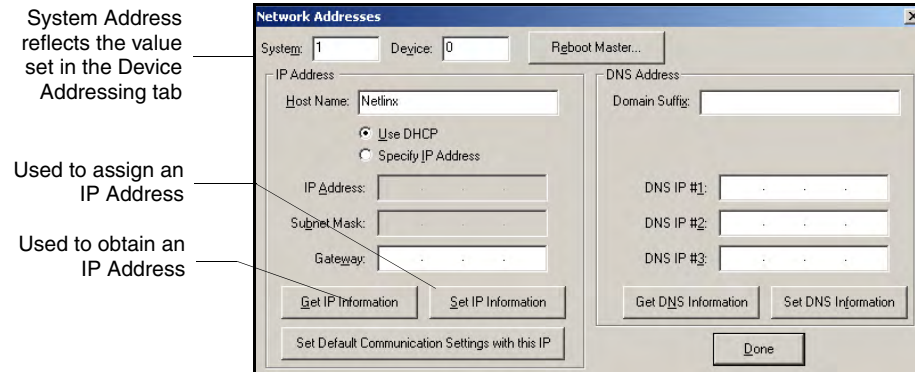 System Address
reflects the value
set in the Device
Addressing tab
Used to assign an
IP Address
Used to obtain an
IP Address
Network Addresses
System: 1 Device: 0 Reboot Master...
IP Address
Host Name: Netlinx
Use DHCP
Specify IP Address
IP Address: . . .
Subnet Mask: . . .
Gateway: . . .
Get IP Information Set IP Information
Set Default Communication Settings with this IP
DNS Address
Domain Suffix:
DNS IP #1: . . .
DNS IP #2: . . .
DNS IP #3: . . .
Get DNS Information Set DNS Information
Done